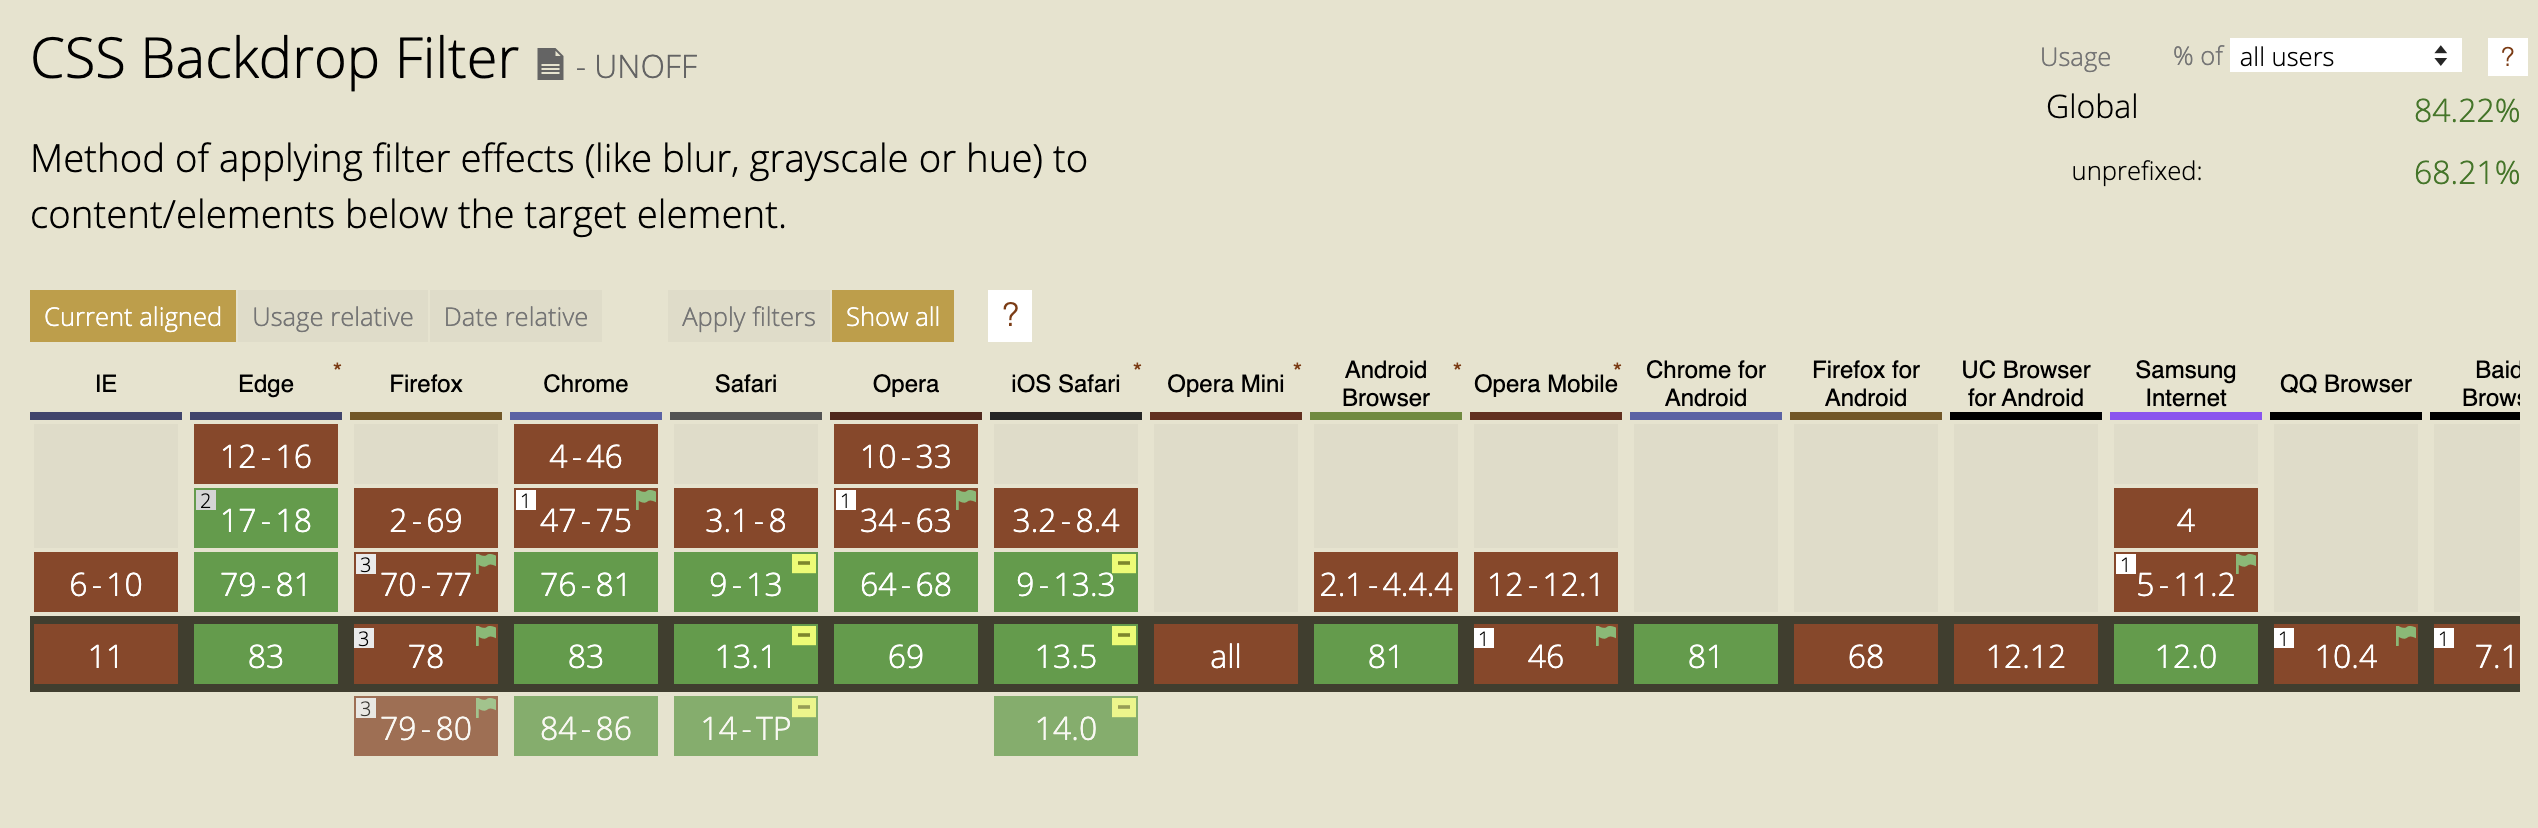 CSS Backdrop Filter - UNOFF
Usage % of all users ?
Global 84.22%
unprefixed: 68.21%
Method of applying filter effects (like blur, grayscale or hue) to
content/elements below the target element.
Current aligned Usage relative Date relative Apply filters Show all ?
IE Edge * Firefox Chrome Safari Opera iOS Safari * Opera Mini * Android Browser * Opera Mobile * Chrome for Android Firefox for Android UC Browser for Android Samsung Internet QQ Browser
12-16 4-46 10-33
2 17-18 2-69 1 47-75 3.1-8 1 34-63 3.2-8.4 4
6-10 79-81 3 70-77 76-81 9-13 64-68 9-13.3 2.1-4.4.4 12-12.1 1 5-11.2
11 83 3 78 83 13.1 69 13.5 all 81 1 46 81 68 12.12 12.0 1 10.4 1 7.1
3 79-80 84-86 14-TP 14.0